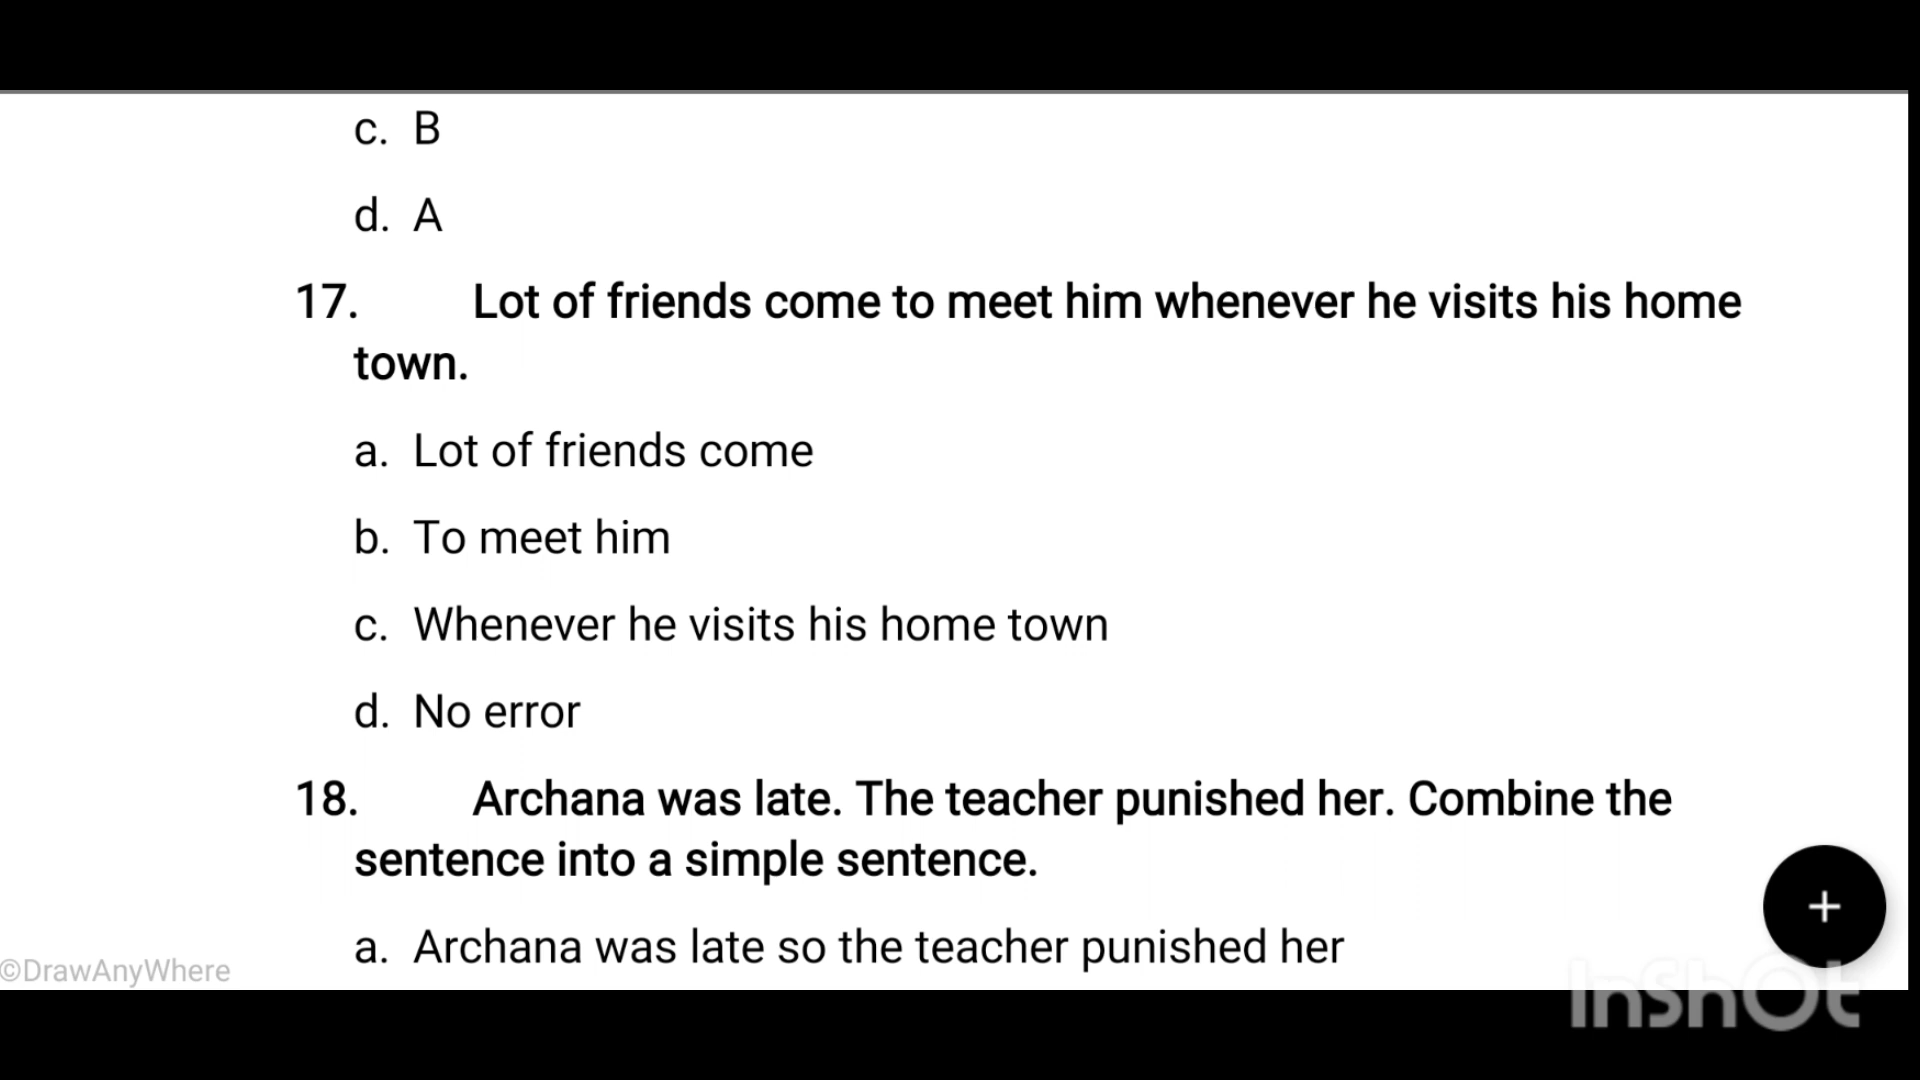 c. B
d. A
17. Lot of friends come to meet him whenever he visits his home
town.
a. Lot of friends come
b. To meet him
c. Whenever he visits his home town
d. No error
18. Archana was late. The teacher punished her. Combine the
sentence into a simple sentence.
a. Archana was late so the teacher punished her
+
©DrawAnyWhere
InShOt